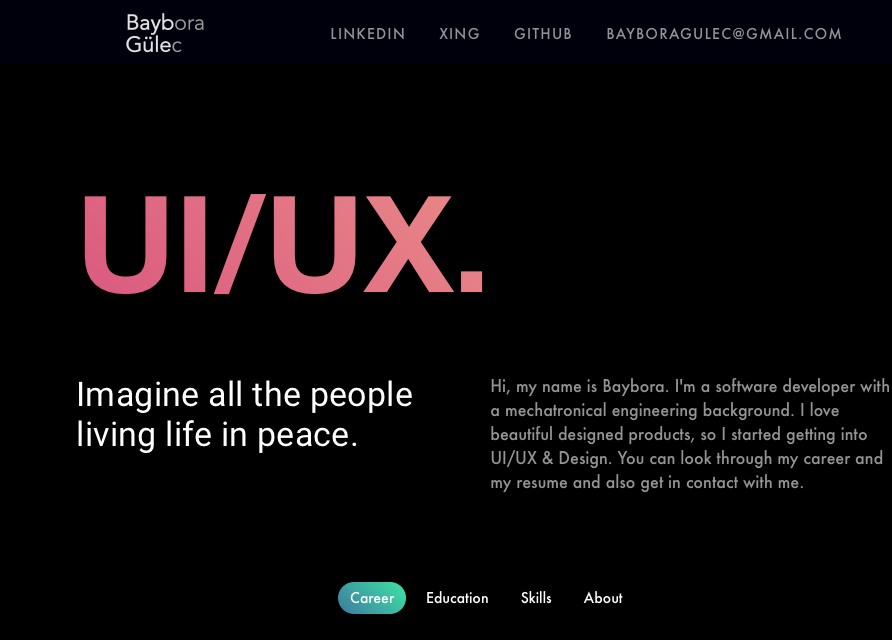 Baybora
Gülec
LINKEDIN XING GITHUB BAYBORAGULEC@GMAIL.COM
UI/UX.
Imagine all the people
living life in peace.
Hi, my name is Baybora. I'm a software developer with
a mechatronical engineering background. I love
beautiful designed products, so I started getting into
UI/UX & Design. You can look through my career and
my resume and also get in contact with me.
Career Education Skills About